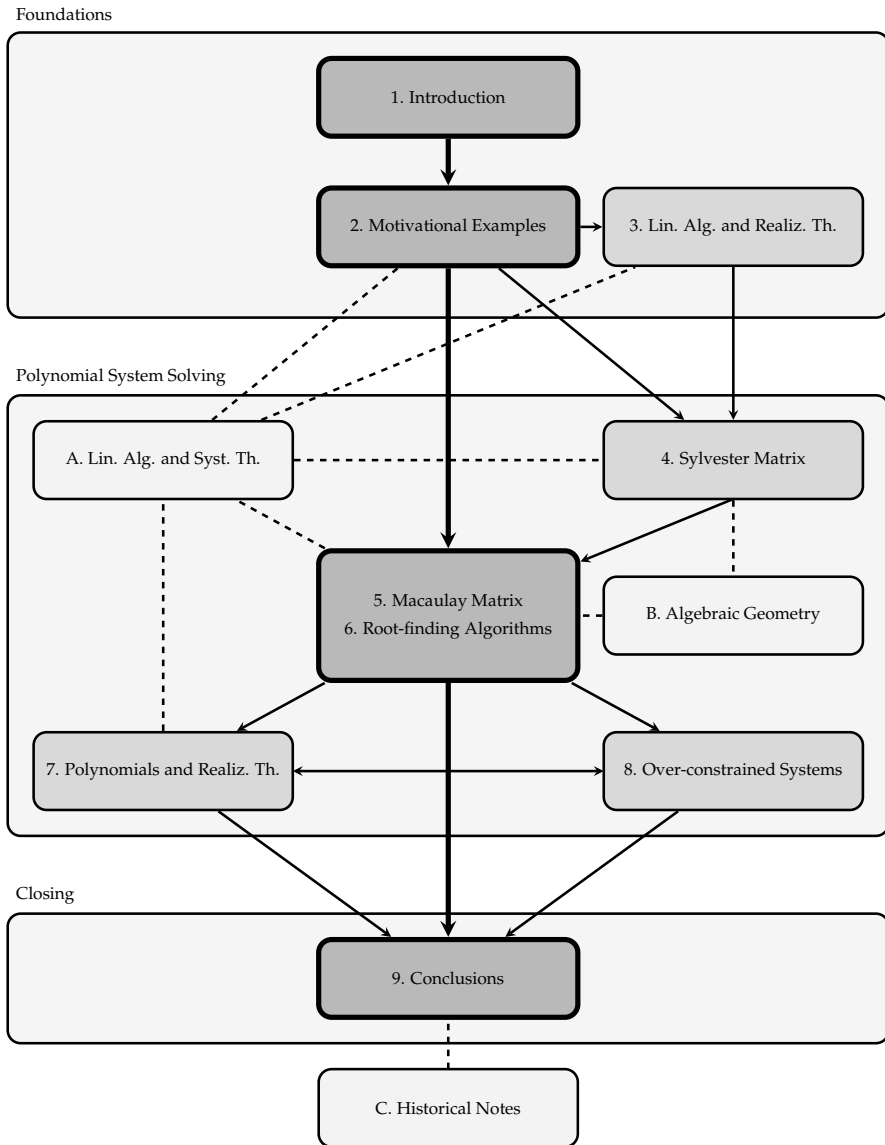 Foundations
1. Introduction
2. Motivational Examples
3. Lin. Alg. and Realiz. Th.
Polynomial System Solving
A. Lin. Alg. and Syst. Th.
4. Sylvester Matrix
5. Macaulay Matrix
6. Root-finding Algorithms
B. Algebraic Geometry
7. Polynomials and Realiz. Th.
8. Over-constrained Systems
Closing
9. Conclusions
C. Historical Notes